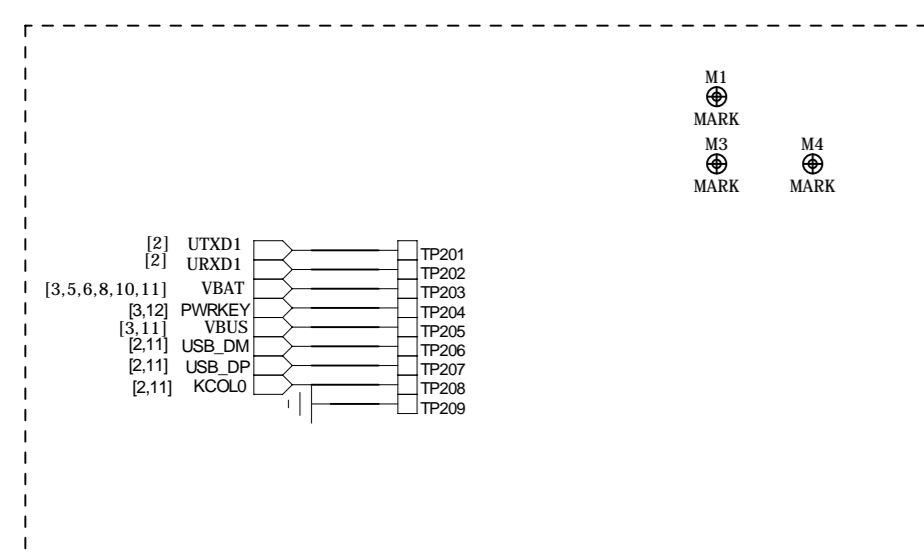 M1
MARK
M3 M4
MARK MARK
[2] UTXD1 TP201
[2] URXD1 TP202
[3,5,6,8,10,11] VBAT TP203
[3,12] PWRKEY TP204
[3,11] VBUS TP205
[2,11] USB_DM TP206
[2,11] USB_DP TP207
[2,11] KCOL0 TP208
TP209